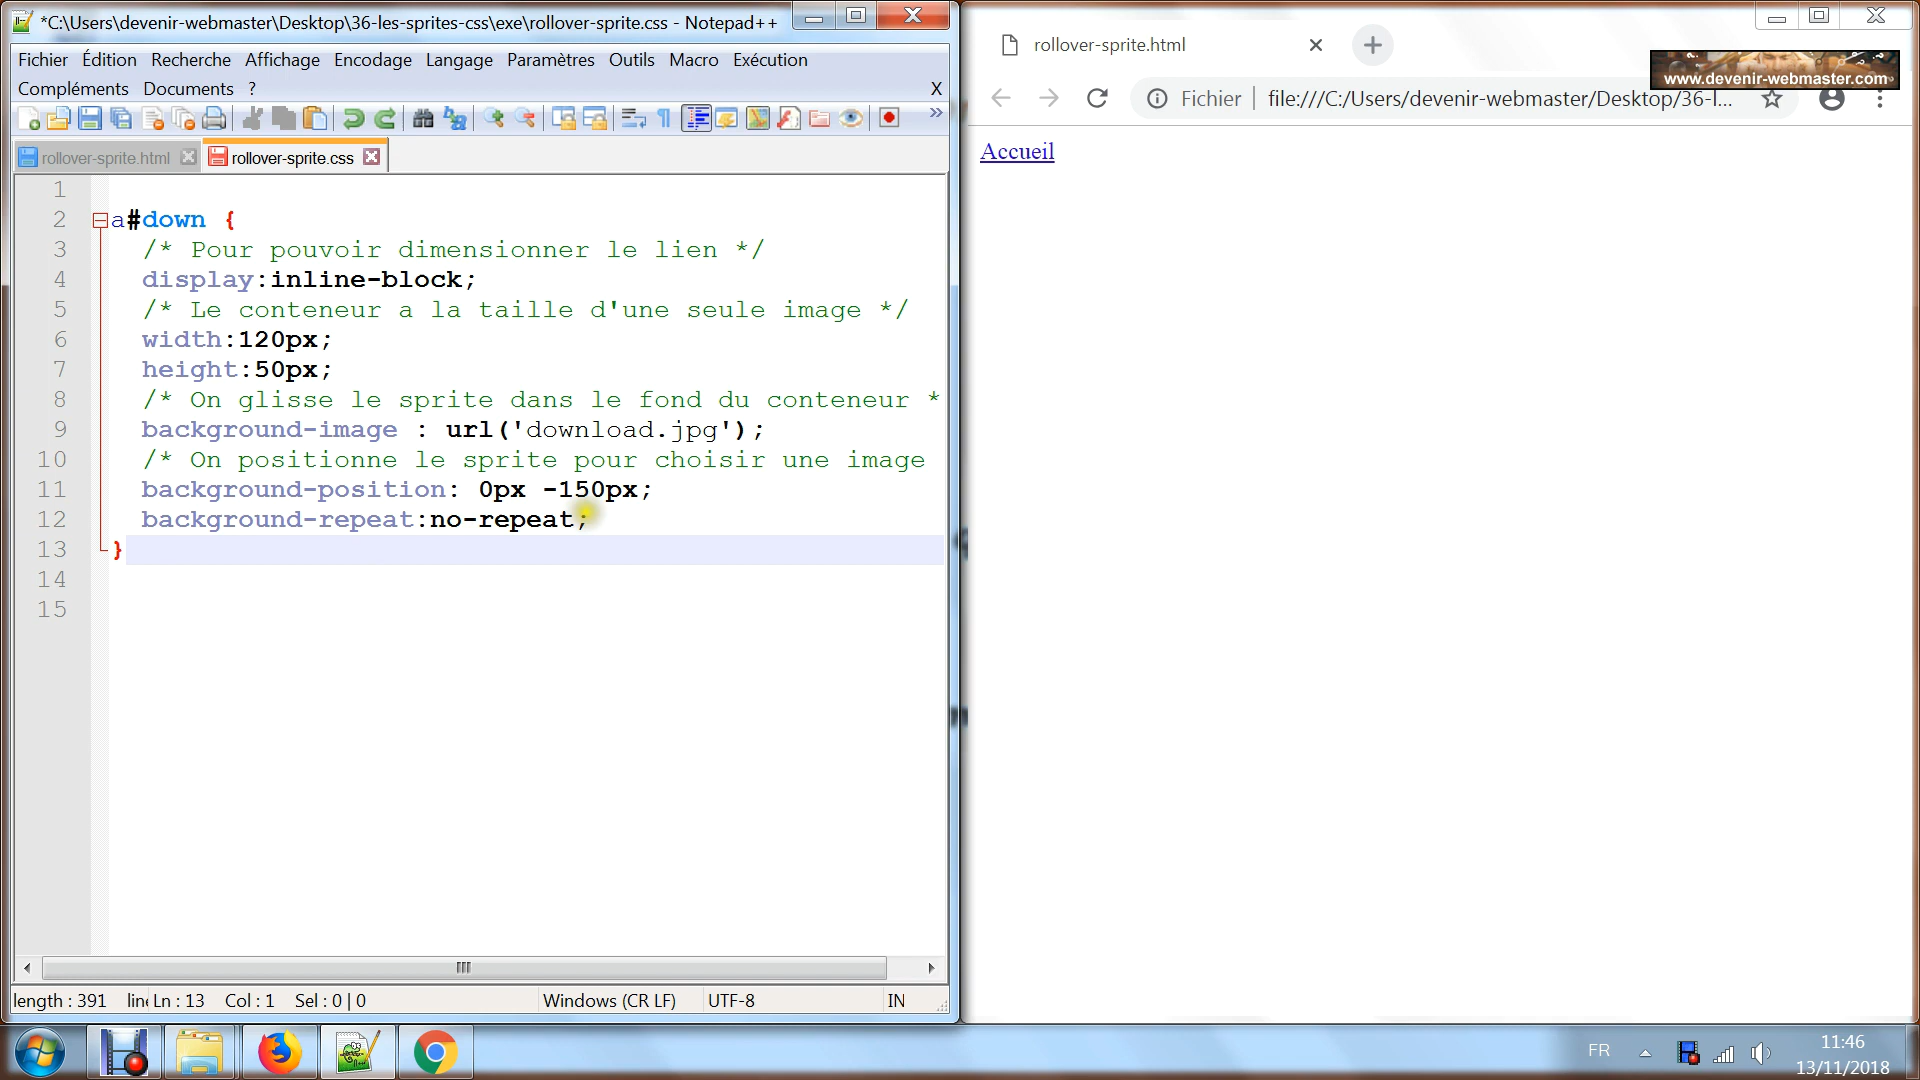 *C:\Users\devenir-webmaster\Desktop\36-les-sprites-css\exe\rollover-sprite.css - Notepad++
Fichier Édition Recherche Affichage Encodage Langage Paramètres Outils Macro Exécution
Compléments Documents ? X
rollover-sprite.html rollover-sprite.css
1
2 a#down {
3 /* Pour pouvoir dimensionner le lien */
4 display:inline-block;
5 /* Le conteneur a la taille d'une seule image */
6 width:120px;
7 height:50px;
8 /* On glisse le sprite dans le fond du conteneur *
9 background-image : url('download.jpg');
10 /* On positionne le sprite pour choisir une image
11 background-position: 0px -150px;
12 background-repeat:no-repeat;
13 }
14
15
length : 391 line Ln : 13 Col : 1 Sel : 0 | 0 Windows (CR LF) UTF-8 IN
rollover-sprite.html
www.devenir-webmaster.com
Fichier file:///C:/Users/devenir-webmaster/Desktop/36-l...
Accueil
FR
11:46
13/11/2018